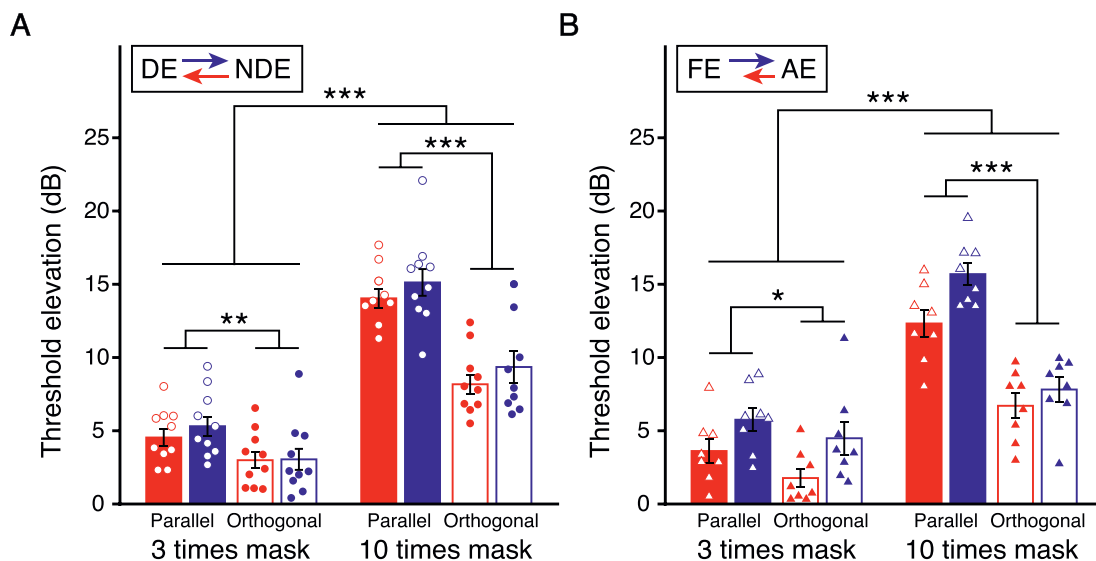 A
DE NDE
Threshold elevation (dB)
25
20
15
10
5
0
***
***
**
Parallel Orthogonal Parallel Orthogonal
3 times mask 10 times mask
B
FE AE
Threshold elevation (dB)
25
20
15
10
5
0
***
***
*
Parallel Orthogonal Parallel Orthogonal
3 times mask 10 times mask